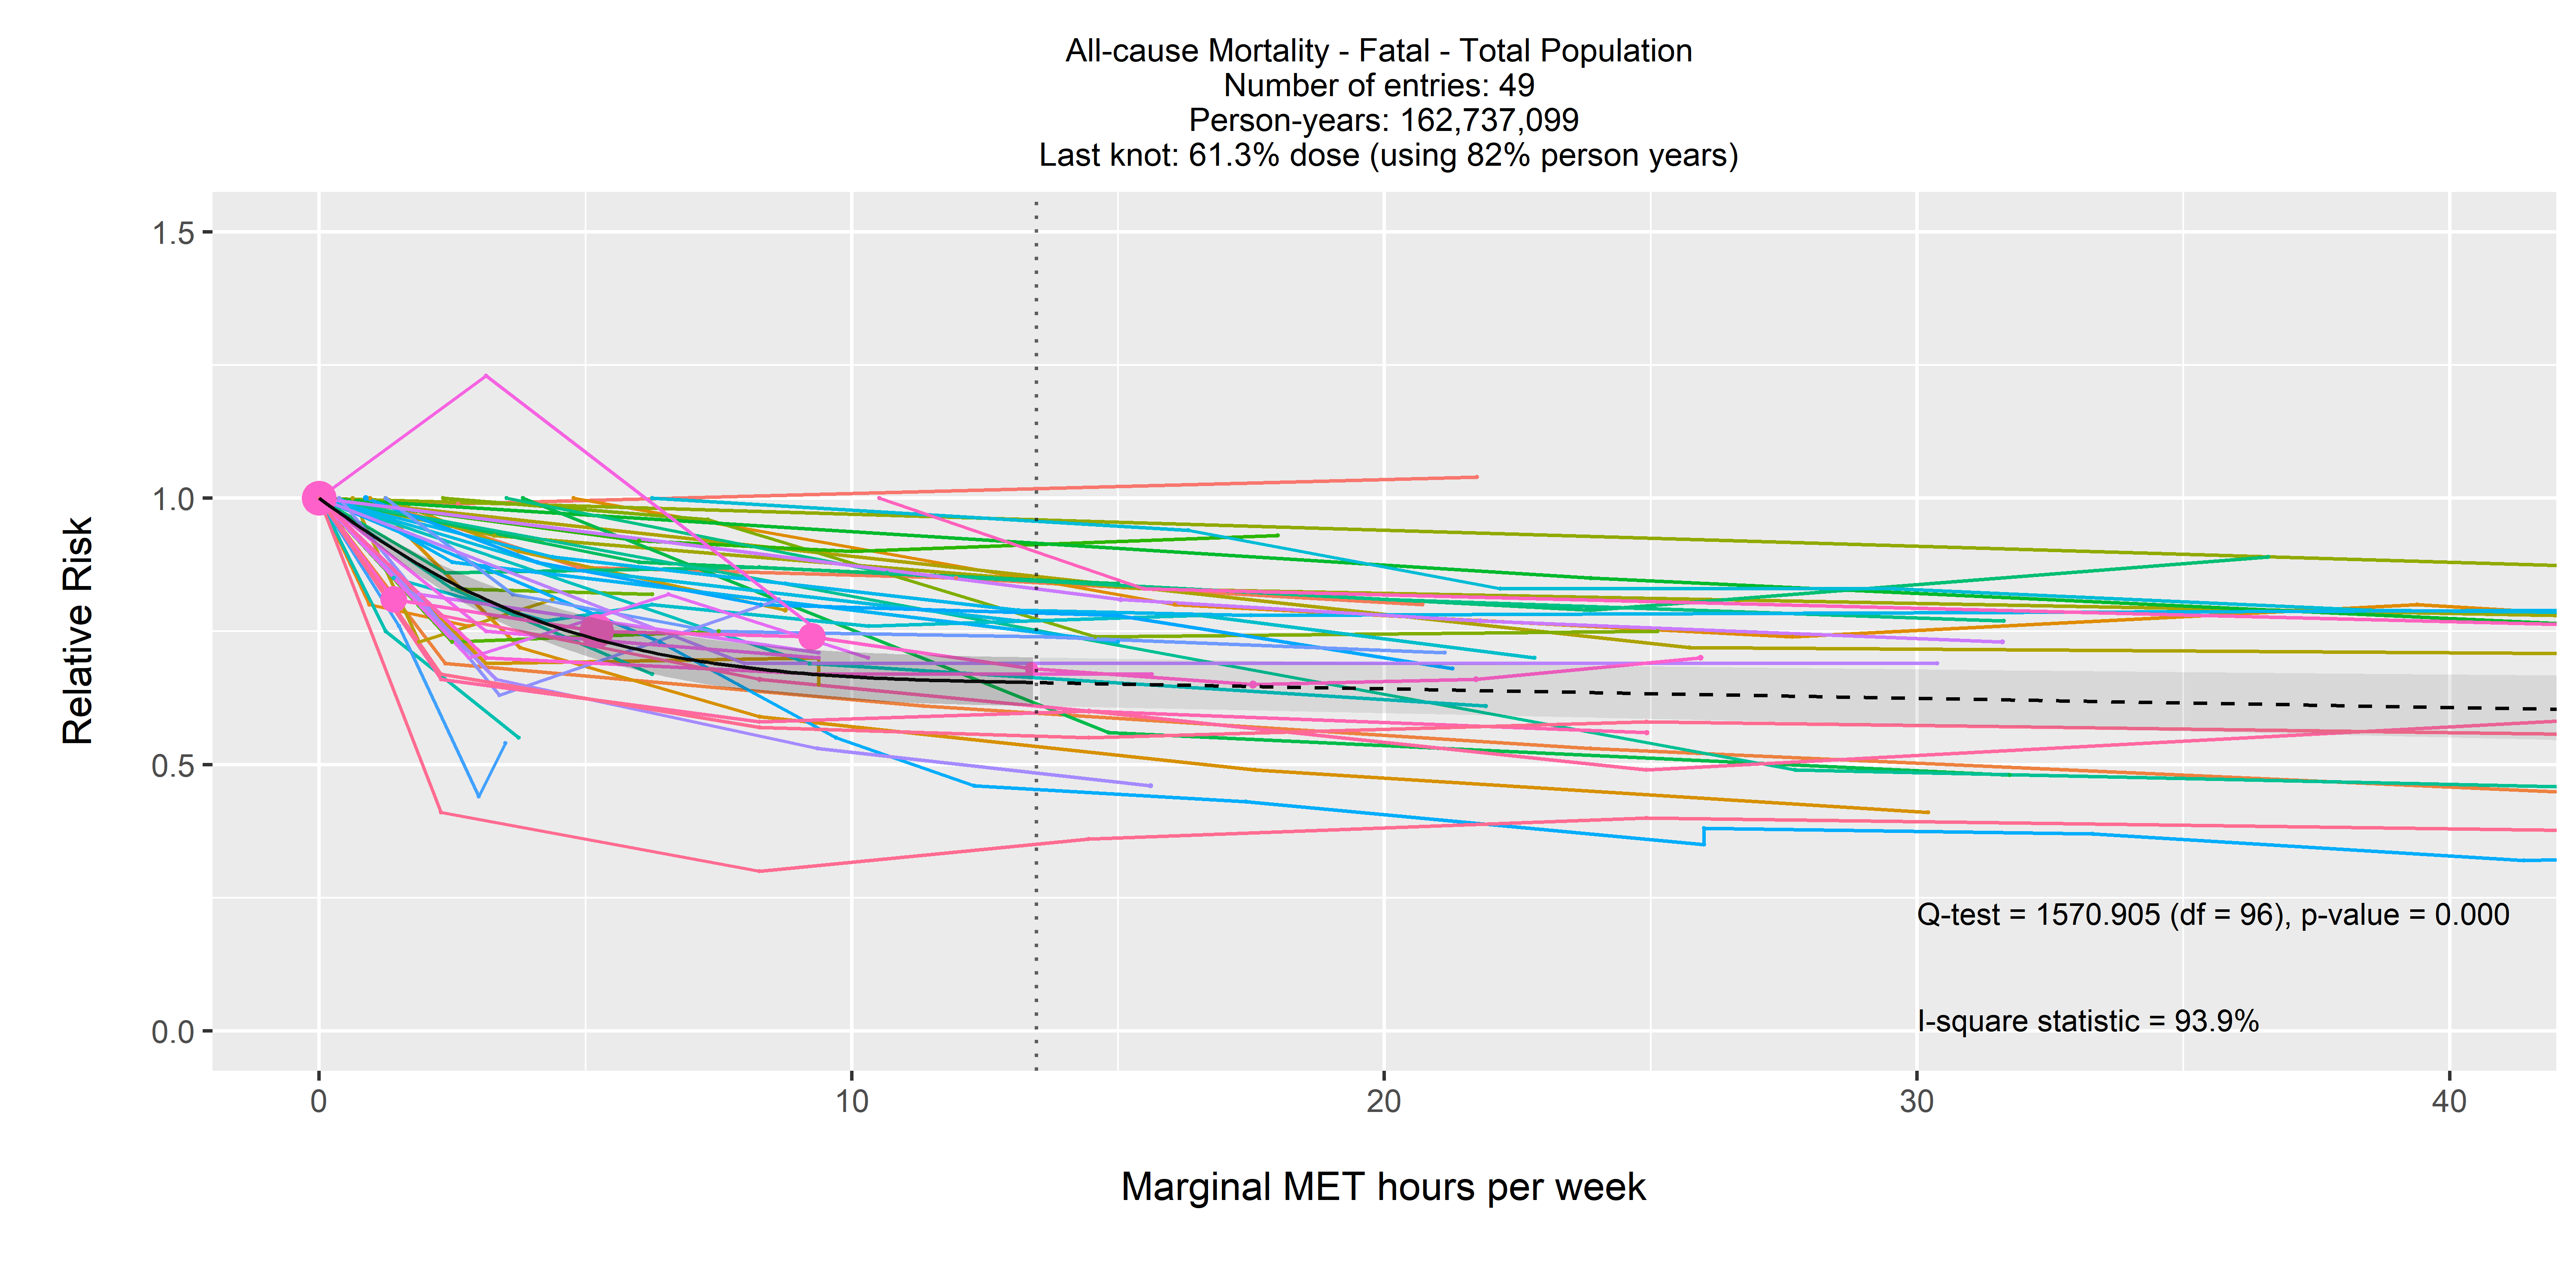 All-cause Mortality - Fatal - Total Population
Number of entries: 49
Person-years: 162,737,099
Last knot: 61.3% dose (using 82% person years)
1.5
1.0
0.5
0.0
Relative Risk
Q-test = 1570.905 (df = 96), p-value = 0.000
I-square statistic = 93.9%
0 10 20 30 40
Marginal MET hours per week